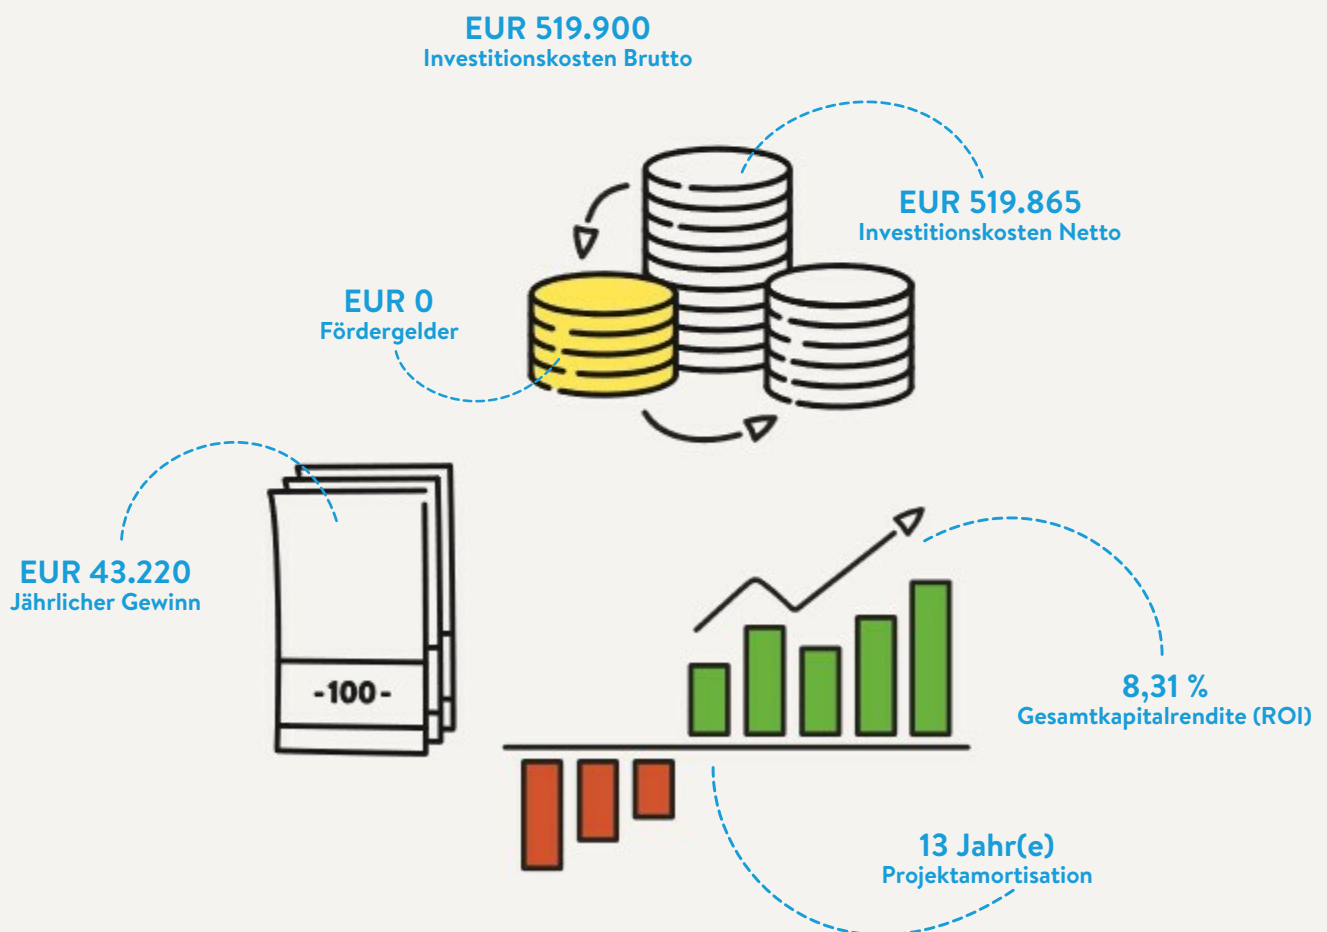 EUR 519.900
Investitionskosten Brutto
EUR 519.865
Investitionskosten Netto
EUR 0
Fördergelder
EUR 43.220
Jährlicher Gewinn
-100-
8,31 %
Gesamtkapitalrendite (ROI)
13 Jahr(e)
Projektamortisation